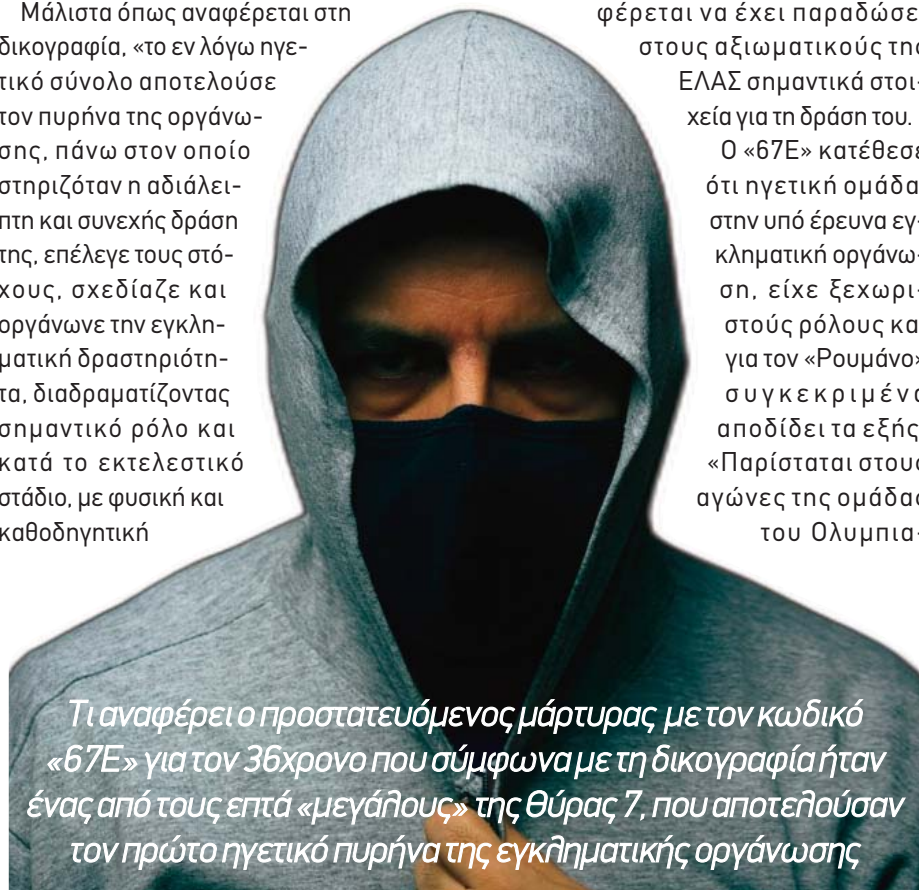 Μάλιστα όπως αναφέρεται στη
δικογραφία, «το εν λόγω ηγε-
τικό σύνολο αποτελούσε
τον πυρήνα της οργάνω-
σης, πάνω στον οποίο
στηριζόταν η αδιάλει-
πτη και συνεχής δράση
της, επέλεγε τους στό-
χους, σχεδίαζε και
οργάνωνε την εγκλη-
ματική δραστηριότη-
τα, διαδραματίζοντας
σημαντικό ρόλο και
κατά το εκτελεστικό
στάδιο, με φυσική και
καθοδηγητική
φέρεται να έχει παραδώσε
στους αξιωματικούς της
ΕΛΑΣ σημαντικά στοι-
χεία για τη δράση του.
Ο «67Ε» κατέθεσε
ότι ηγετική ομάδα
στην υπό έρευνα εγ-
κληματική οργάνω-
ση, είχε ξεχωρι-
στούς ρόλους κα
για τον «Ρουμάνο»
συγκεκριμένα
αποδίδει τα εξής
«Παρίσταται στους
αγώνες της ομάδας
του Ολυμπια-
Τι αναφέρει ο προστατευόμενος μάρτυρας με τον κωδικό
«67Ε» για τον 36χρονο που σύμφωνα με τη δικογραφία ήταν
ένας από τους επτά «μεγάλους» της Θύρας 7, που αποτελούσαν
τον πρώτο ηγετικό πυρήνα της εγκληματικής οργάνωσης